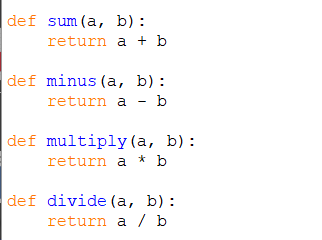 def sum(a, b):
    return a + b
def minus(a, b):
    return a - b
def multiply(a, b):
    return a * b
def divide(a, b):
    return a / b